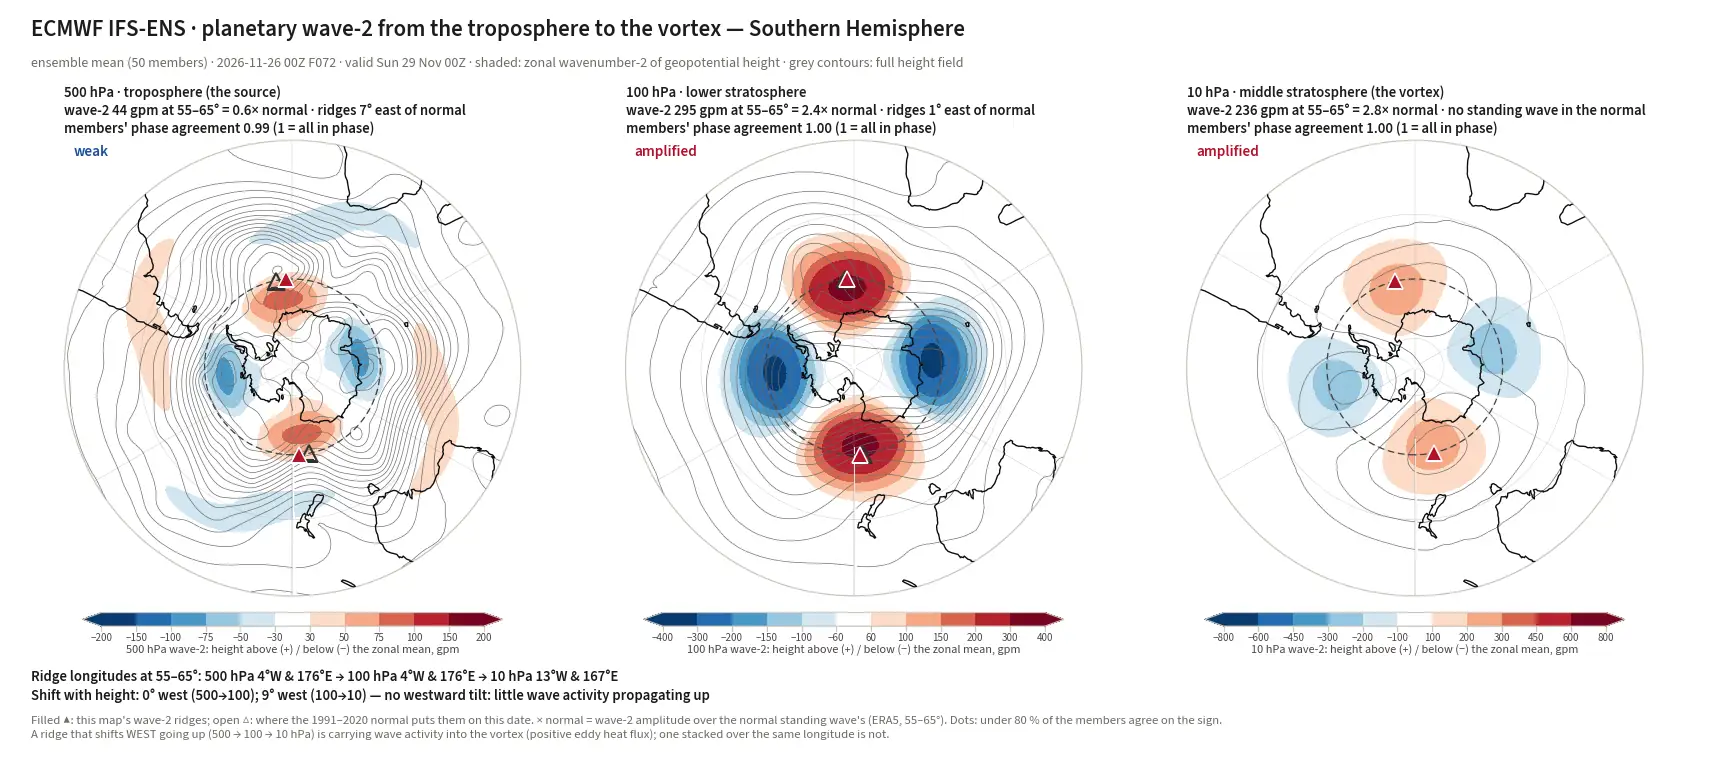 ECMWF IFS-ENS · planetary wave-2 from the troposphere to the vortex — Southern Hemisphere
ensemble mean (50 members) · 2026-11-26 00Z F072 · valid Sun 29 Nov 00Z · shaded: zonal wavenumber-2 of geopotential height · grey contours: full height field
500 hPa · troposphere (the source)
wave-2 44 gpm at 55–65° = 0.6× normal · ridges 7° east of normal
members' phase agreement 0.99 (1 = all in phase)
weak
100 hPa · lower stratosphere
wave-2 295 gpm at 55–65° = 2.4× normal · ridges 1° east of normal
members' phase agreement 1.00 (1 = all in phase)
amplified
10 hPa · middle stratosphere (the vortex)
wave-2 236 gpm at 55–65° = 2.8× normal · no standing wave in the normal
members' phase agreement 1.00 (1 = all in phase)
amplified
−200 −150 −100 −75 −50 −30 30 50 75 100 150 200
500 hPa wave-2: height above (+) / below (−) the zonal mean, gpm
−400 −300 −200 −150 −100 −60 60 100 150 200 300 400
100 hPa wave-2: height above (+) / below (−) the zonal mean, gpm
−800 −600 −450 −300 −200 −100 100 200 300 450 600 800
10 hPa wave-2: height above (+) / below (−) the zonal mean, gpm
Ridge longitudes at 55–65°: 500 hPa 4°W & 176°E → 100 hPa 4°W & 176°E → 10 hPa 13°W & 167°E
Shift with height: 0° west (500→100); 9° west (100→10) — no westward tilt: little wave activity propagating up
Filled ▲: this map's wave-2 ridges; open △: where the 1991–2020 normal puts them on this date. × normal = wave-2 amplitude over the normal standing wave's (ERA5, 55–65°). Dots: under 80 % of the members agree on the sign.
A ridge that shifts WEST going up (500 → 100 → 10 hPa) is carrying wave activity into the vortex (positive eddy heat flux); one stacked over the same longitude is not.